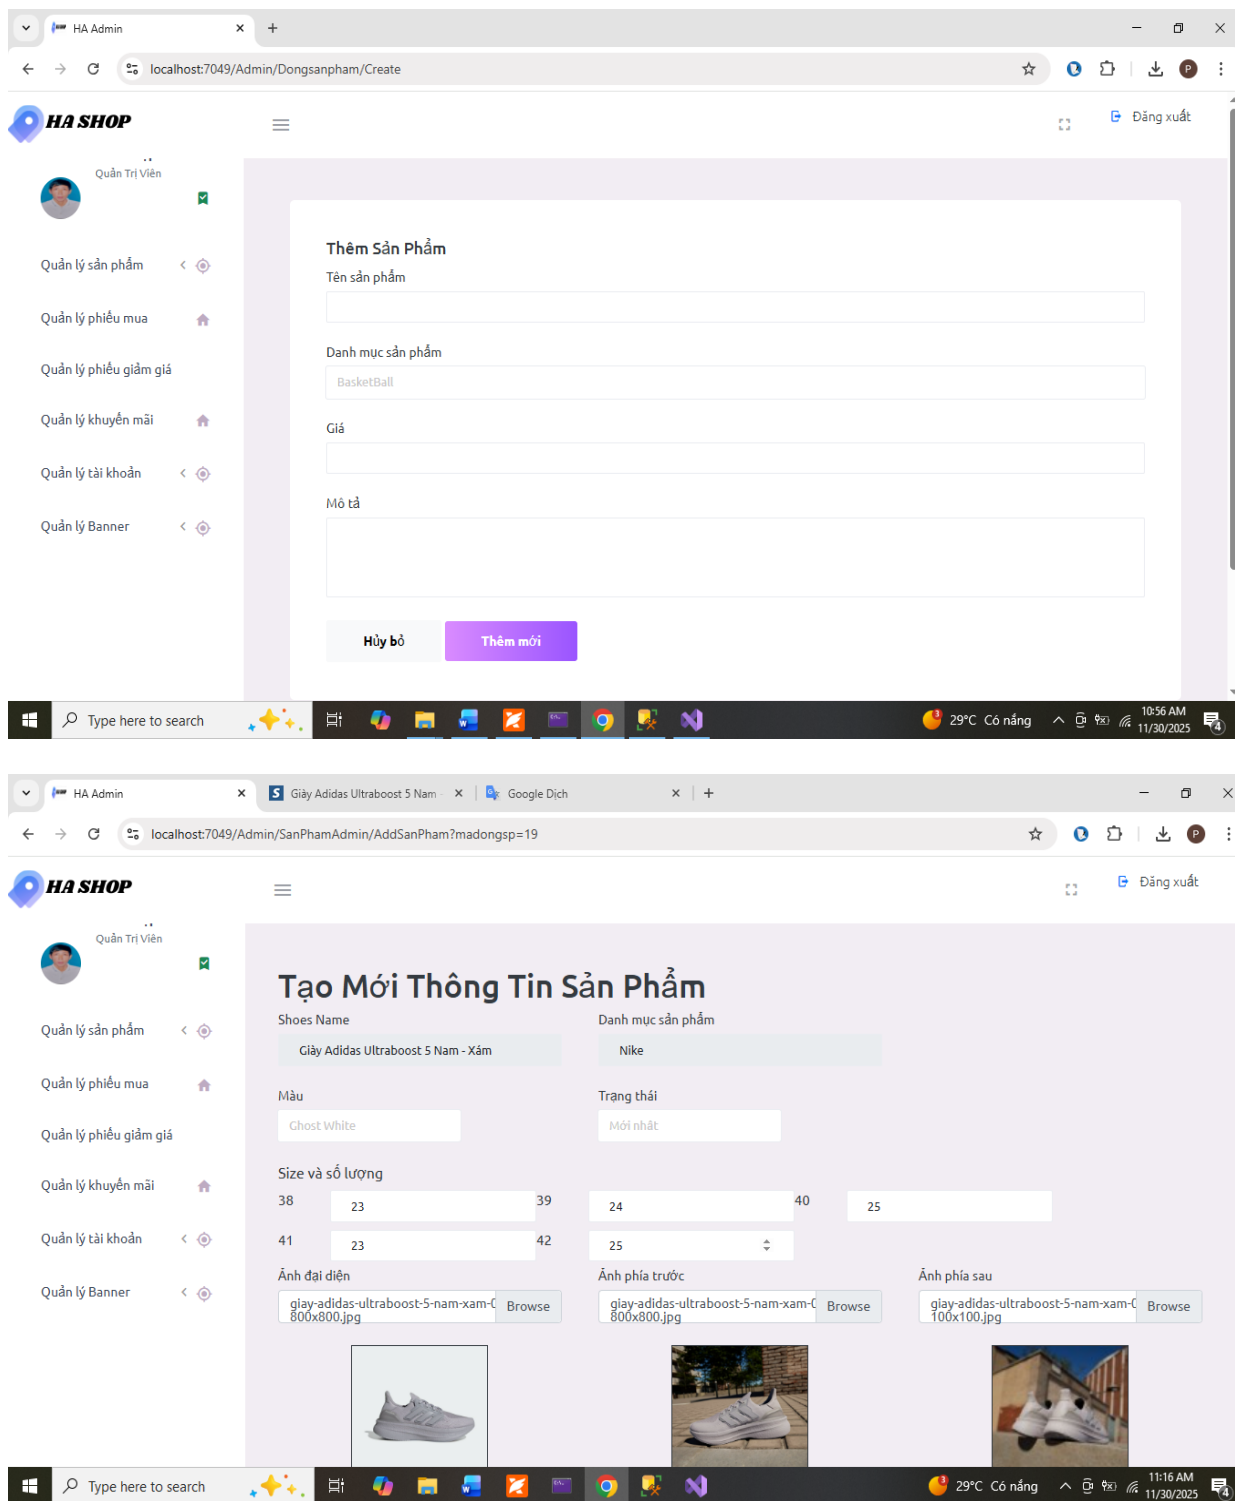 HA Admin
localhost:7049/Admin/Dongsanpham/Create
P
HA SHOP
Đăng xuất
Quản Trị Viên
Quản lý sản phẩm
Quản lý phiếu mua
Quản lý phiếu giảm giá
Quản lý khuyến mãi
Quản lý tài khoản
Quản lý Banner
Thêm Sản Phẩm
Tên sản phẩm
Danh mục sản phẩm
BasketBall
Giá
Mô tả
Hủy bỏ
Thêm mới
Type here to search
3
29°C Có nắng
10:56 AM
11/30/2025
4
HA Admin
Giày Adidas Ultraboost 5 Nam -
Google Dịch
localhost:7049/Admin/SanPhamAdmin/AddSanPham?madongsp=19
P
HA SHOP
Đăng xuất
Quản Trị Viên
Quản lý sản phẩm
Quản lý phiếu mua
Quản lý phiếu giảm giá
Quản lý khuyến mãi
Quản lý tài khoản
Quản lý Banner
Tạo Mới Thông Tin Sản Phẩm
Shoes Name
Danh mục sản phẩm
Giày Adidas Ultraboost 5 Nam - Xám
Nike
Màu
Trạng thái
Ghost White
Mới nhất
Size và số lượng
38 23 39 24 40 25
41 23 42 25
Ảnh đại diện
Ảnh phía trước
Ảnh phía sau
giay-adidas-ultraboost-5-nam-xam-0
800x800.jpg
Browse
giay-adidas-ultraboost-5-nam-xam-0
800x800.jpg
Browse
giay-adidas-ultraboost-5-nam-xam-0
100x100.jpg
Browse
Type here to search
29°C Có nắng
11:16 AM
11/30/2025
4